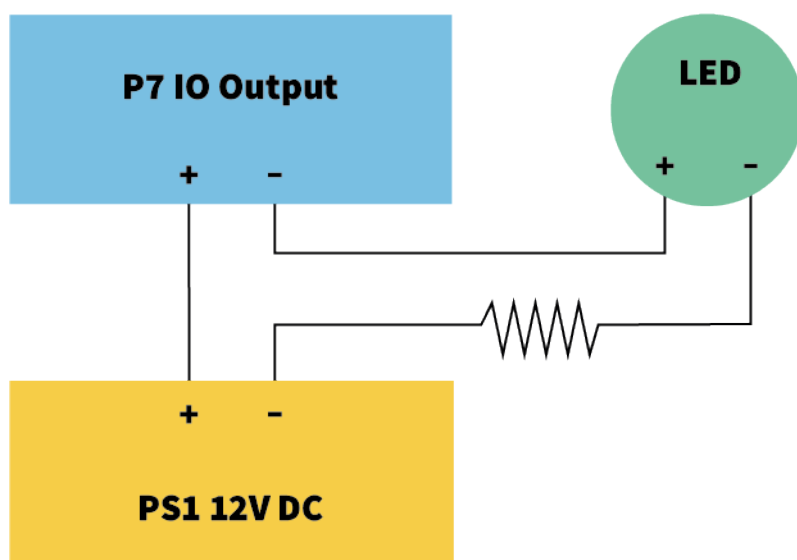 P7 IO Output
+ −
LED
+ −
+ −
PS1 12V DC